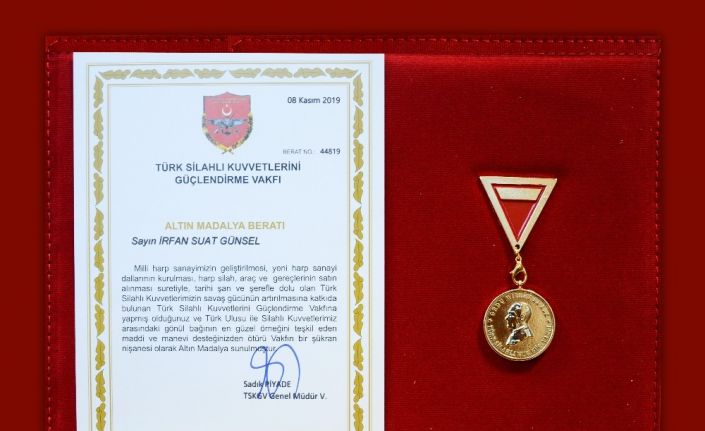 08 Kasım 2019
BERAT NO.: 44819
TÜRK SİLAHLI KUVVETLERİNİ
GÜÇLENDİRME VAKFI
ALTIN MADALYA BERATI
Sayın İRFAN SUAT GÜNSEL
Milli harp sanayimizin geliştirilmesi, yeni harp sanayi
dallarının kurulması, harp silah, araç ve gereçlerinin satın
alınması suretiyle, tarihi şan ve şerefle dolu olan Türk
Silahlı Kuvvetlerimizin savaş gücünün artırılmasına katkıda
bulunan Türk Silahlı Kuvvetlerini Güçlendirme Vakfına
yapmış olduğunuz ve Türk Ulusu ile Silahlı Kuvvetlerimiz
arasındaki gönül bağının en güzel örneğini teşkil eden
maddi ve manevi desteğinizden ötürü Vakfın bir şükran
nişanesi olarak Altın Madalya sunulmuştur.
Sadık PİYADE
TSKGV Genel Müdür V.